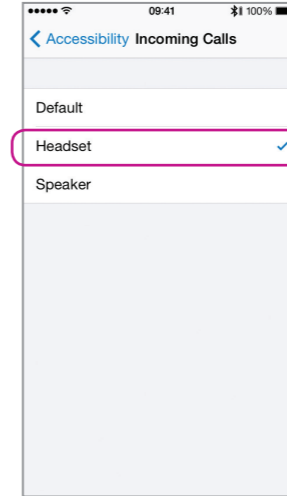 09:41 100%
Accessibility Incoming Calls
Default
Headset
Speaker